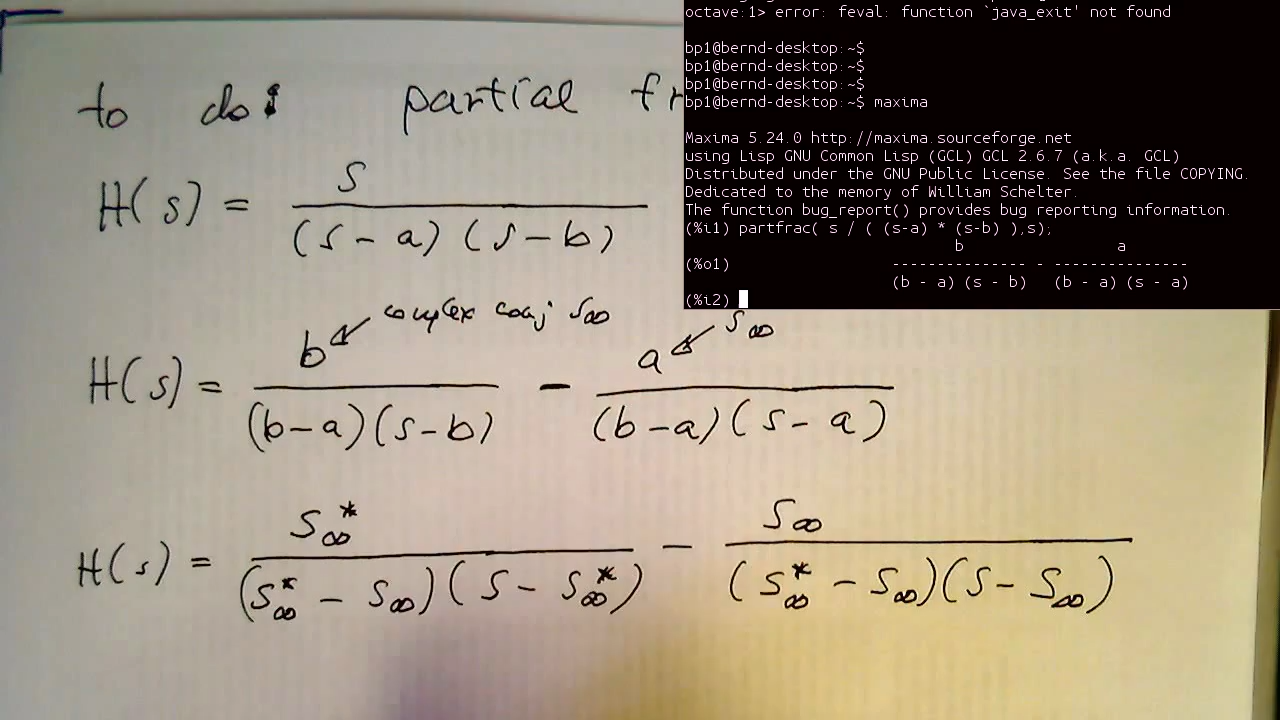 to do: partial fr
H(s) = s / (s-a)(s-b)
H(s) = b / (b-a)(s-b) - a / (b-a)(s-a)
complex conj S∞
S∞
H(s) = S∞* / (S∞* - S∞)(S - S∞*) - S∞ / (S∞* - S∞)(S - S∞)
octave:1> error: feval: function `java_exit' not found
bp1@bernd-desktop:~$
bp1@bernd-desktop:~$
bp1@bernd-desktop:~$
bp1@bernd-desktop:~$ maxima
Maxima 5.24.0 http://maxima.sourceforge.net
using Lisp GNU Common Lisp (GCL) GCL 2.6.7 (a.k.a. GCL)
Distributed under the GNU Public License. See the file COPYING.
Dedicated to the memory of William Schelter.
The function bug_report() provides bug reporting information.
(%i1) partfrac( s / ( (s-a) * (s-b) ),s);
b a
(%o1) --------------- - ---------------
(b - a) (s - b) (b - a) (s - a)
(%i2)